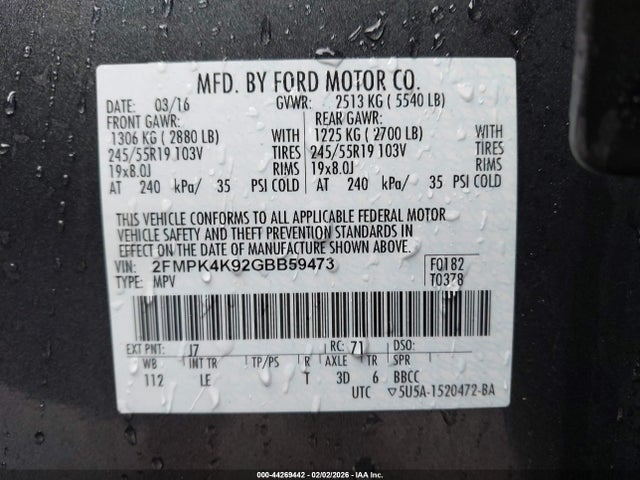 MFD. BY FORD MOTOR CO.
DATE: 03/16 GVWR: 2513 KG ( 5540 LB)
FRONT GAWR: REAR GAWR:
1306 KG ( 2880 LB) WITH 1225 KG ( 2700 LB) WITH
245/55R19 103V TIRES 245/55R19 103V TIRES
19x8.0J RIMS 19x8.0J RIMS
AT 240 kPa/ 35 PSI COLD AT 240 kPa/ 35 PSI COLD
THIS VEHICLE CONFORMS TO ALL APPLICABLE FEDERAL MOTOR
VEHICLE SAFETY AND THEFT PREVENTION STANDARDS IN
EFFECT ON THE DATE OF MANUFACTURE SHOWN ABOVE.
VIN: 2FMPK4K92GBB59473 F0182
TYPE: MPV T0378
EXT PNT: J7 RC: 71 DSO:
WB INT TR TP/PS R AXLE TR SPR
112 LE T 3D 6 BBCC
UTC ▽5U5A-1520472-BA
000-44269442 - 02/02/2026 - IAA Inc.